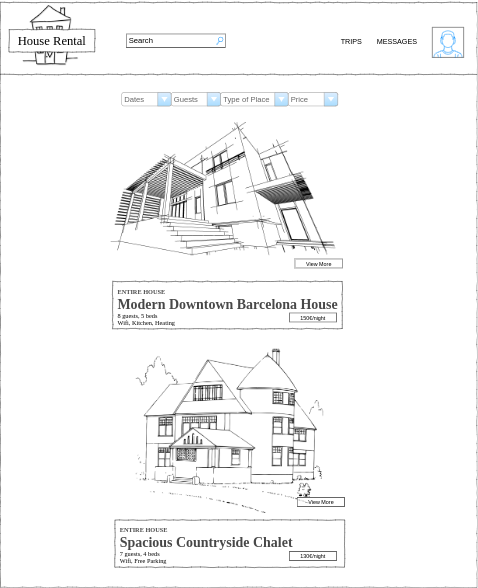 House Rental
Search
TRIPS
MESSAGES
Dates
Guests
Type of Place
Price
View More
ENTIRE HOUSE
Modern Downtown Barcelona House
8 guests, 5 beds
150€/night
Wifi, Kitchen, Heating
View More
ENTIRE HOUSE
Spacious Countryside Chalet
7 guests, 4 beds
130€/night
Wifi, Free Parking